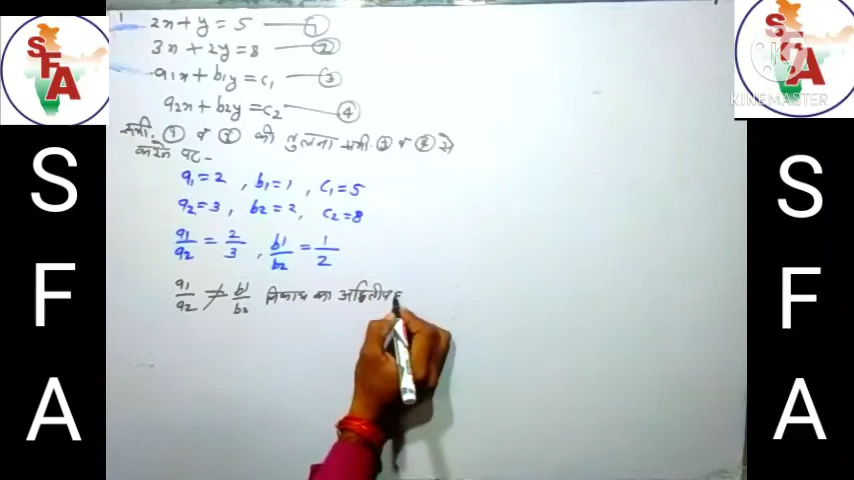 2x + y = 5 — ①
3x + 2y = 8 — ②
a1x + b1y = c1 — ③
a2x + b2y = c2 — ④
समी. ① व ② की तुलना समी. ③ व ④ से
करने पर -
a1 = 2 , b1 = 1 , c1 = 5
a2 = 3 , b2 = 2 , c2 = 8
a1/a2 = 2/3 , b1/b2 = 1/2
a1/a2 ≠ b1/b2 निकाय का अद्वितीय ह
SFA
SFA
SFA
SFA
KINEMASTER